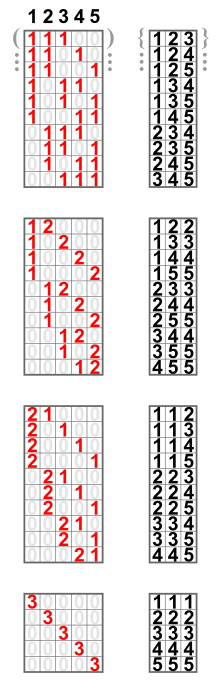 1 2 3 4 5
( 1 1 1 0 0 ) { 1 2 3 }
1 1 0 1 0 1 2 4
1 1 0 0 1 1 2 5
1 0 1 1 0 1 3 4
1 0 1 0 1 1 3 5
1 0 0 1 1 1 4 5
0 1 1 1 0 2 3 4
0 1 1 0 1 2 3 5
0 1 0 1 1 2 4 5
0 0 1 1 1 3 4 5
1 2 0 0 0 1 2 2
1 0 2 0 0 1 3 3
1 0 0 2 0 1 4 4
1 0 0 0 2 1 5 5
0 1 2 0 0 2 3 3
0 1 0 2 0 2 4 4
0 1 0 0 2 2 5 5
0 0 1 2 0 3 4 4
0 0 1 0 2 3 5 5
0 0 0 1 2 4 5 5
2 1 0 0 0 1 1 2
2 0 1 0 0 1 1 3
2 0 0 1 0 1 1 4
2 0 0 0 1 1 1 5
0 2 1 0 0 2 2 3
0 2 0 1 0 2 2 4
0 2 0 0 1 2 2 5
0 0 2 1 0 3 3 4
0 0 2 0 1 3 3 5
0 0 0 2 1 4 4 5
3 0 0 0 0 1 1 1
0 3 0 0 0 2 2 2
0 0 3 0 0 3 3 3
0 0 0 3 0 4 4 4
0 0 0 0 3 5 5 5